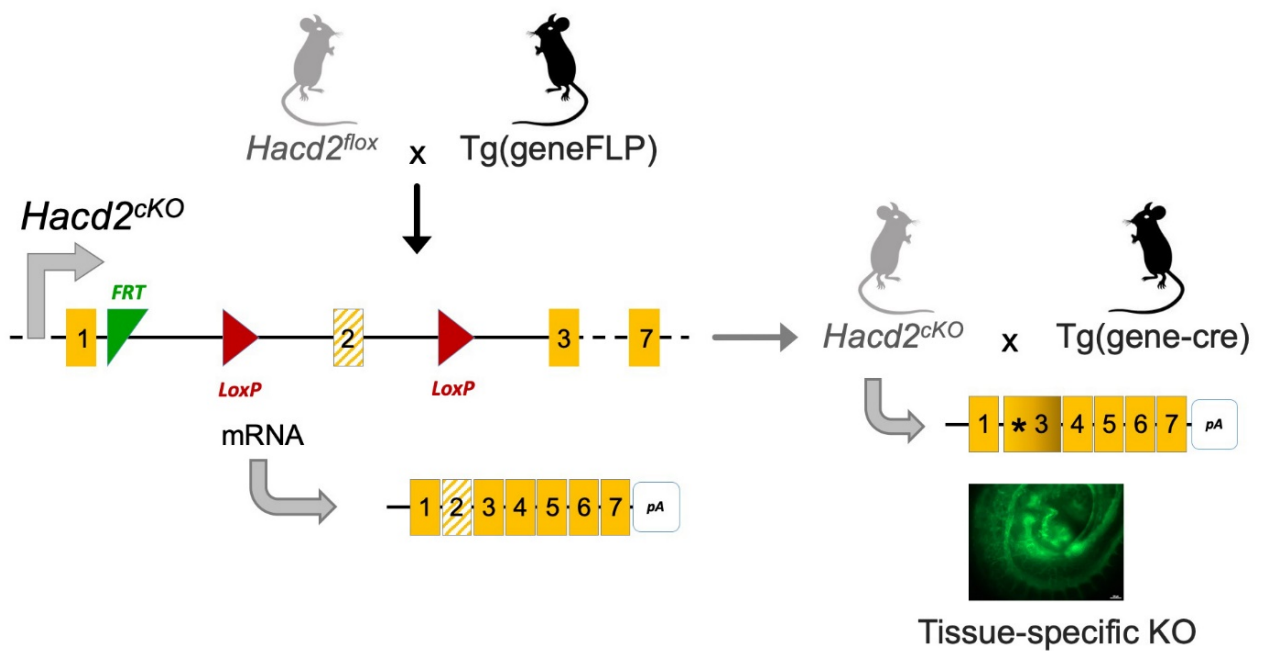 Hacd2flox x Tg(geneFLP)
Hacd2cKO
FRT
1 2 3 7
LoxP LoxP
mRNA
1 2 3 4 5 6 7 pA
Hacd2cKO x Tg(gene-cre)
1 * 3 4 5 6 7 pA
Tissue-specific KO